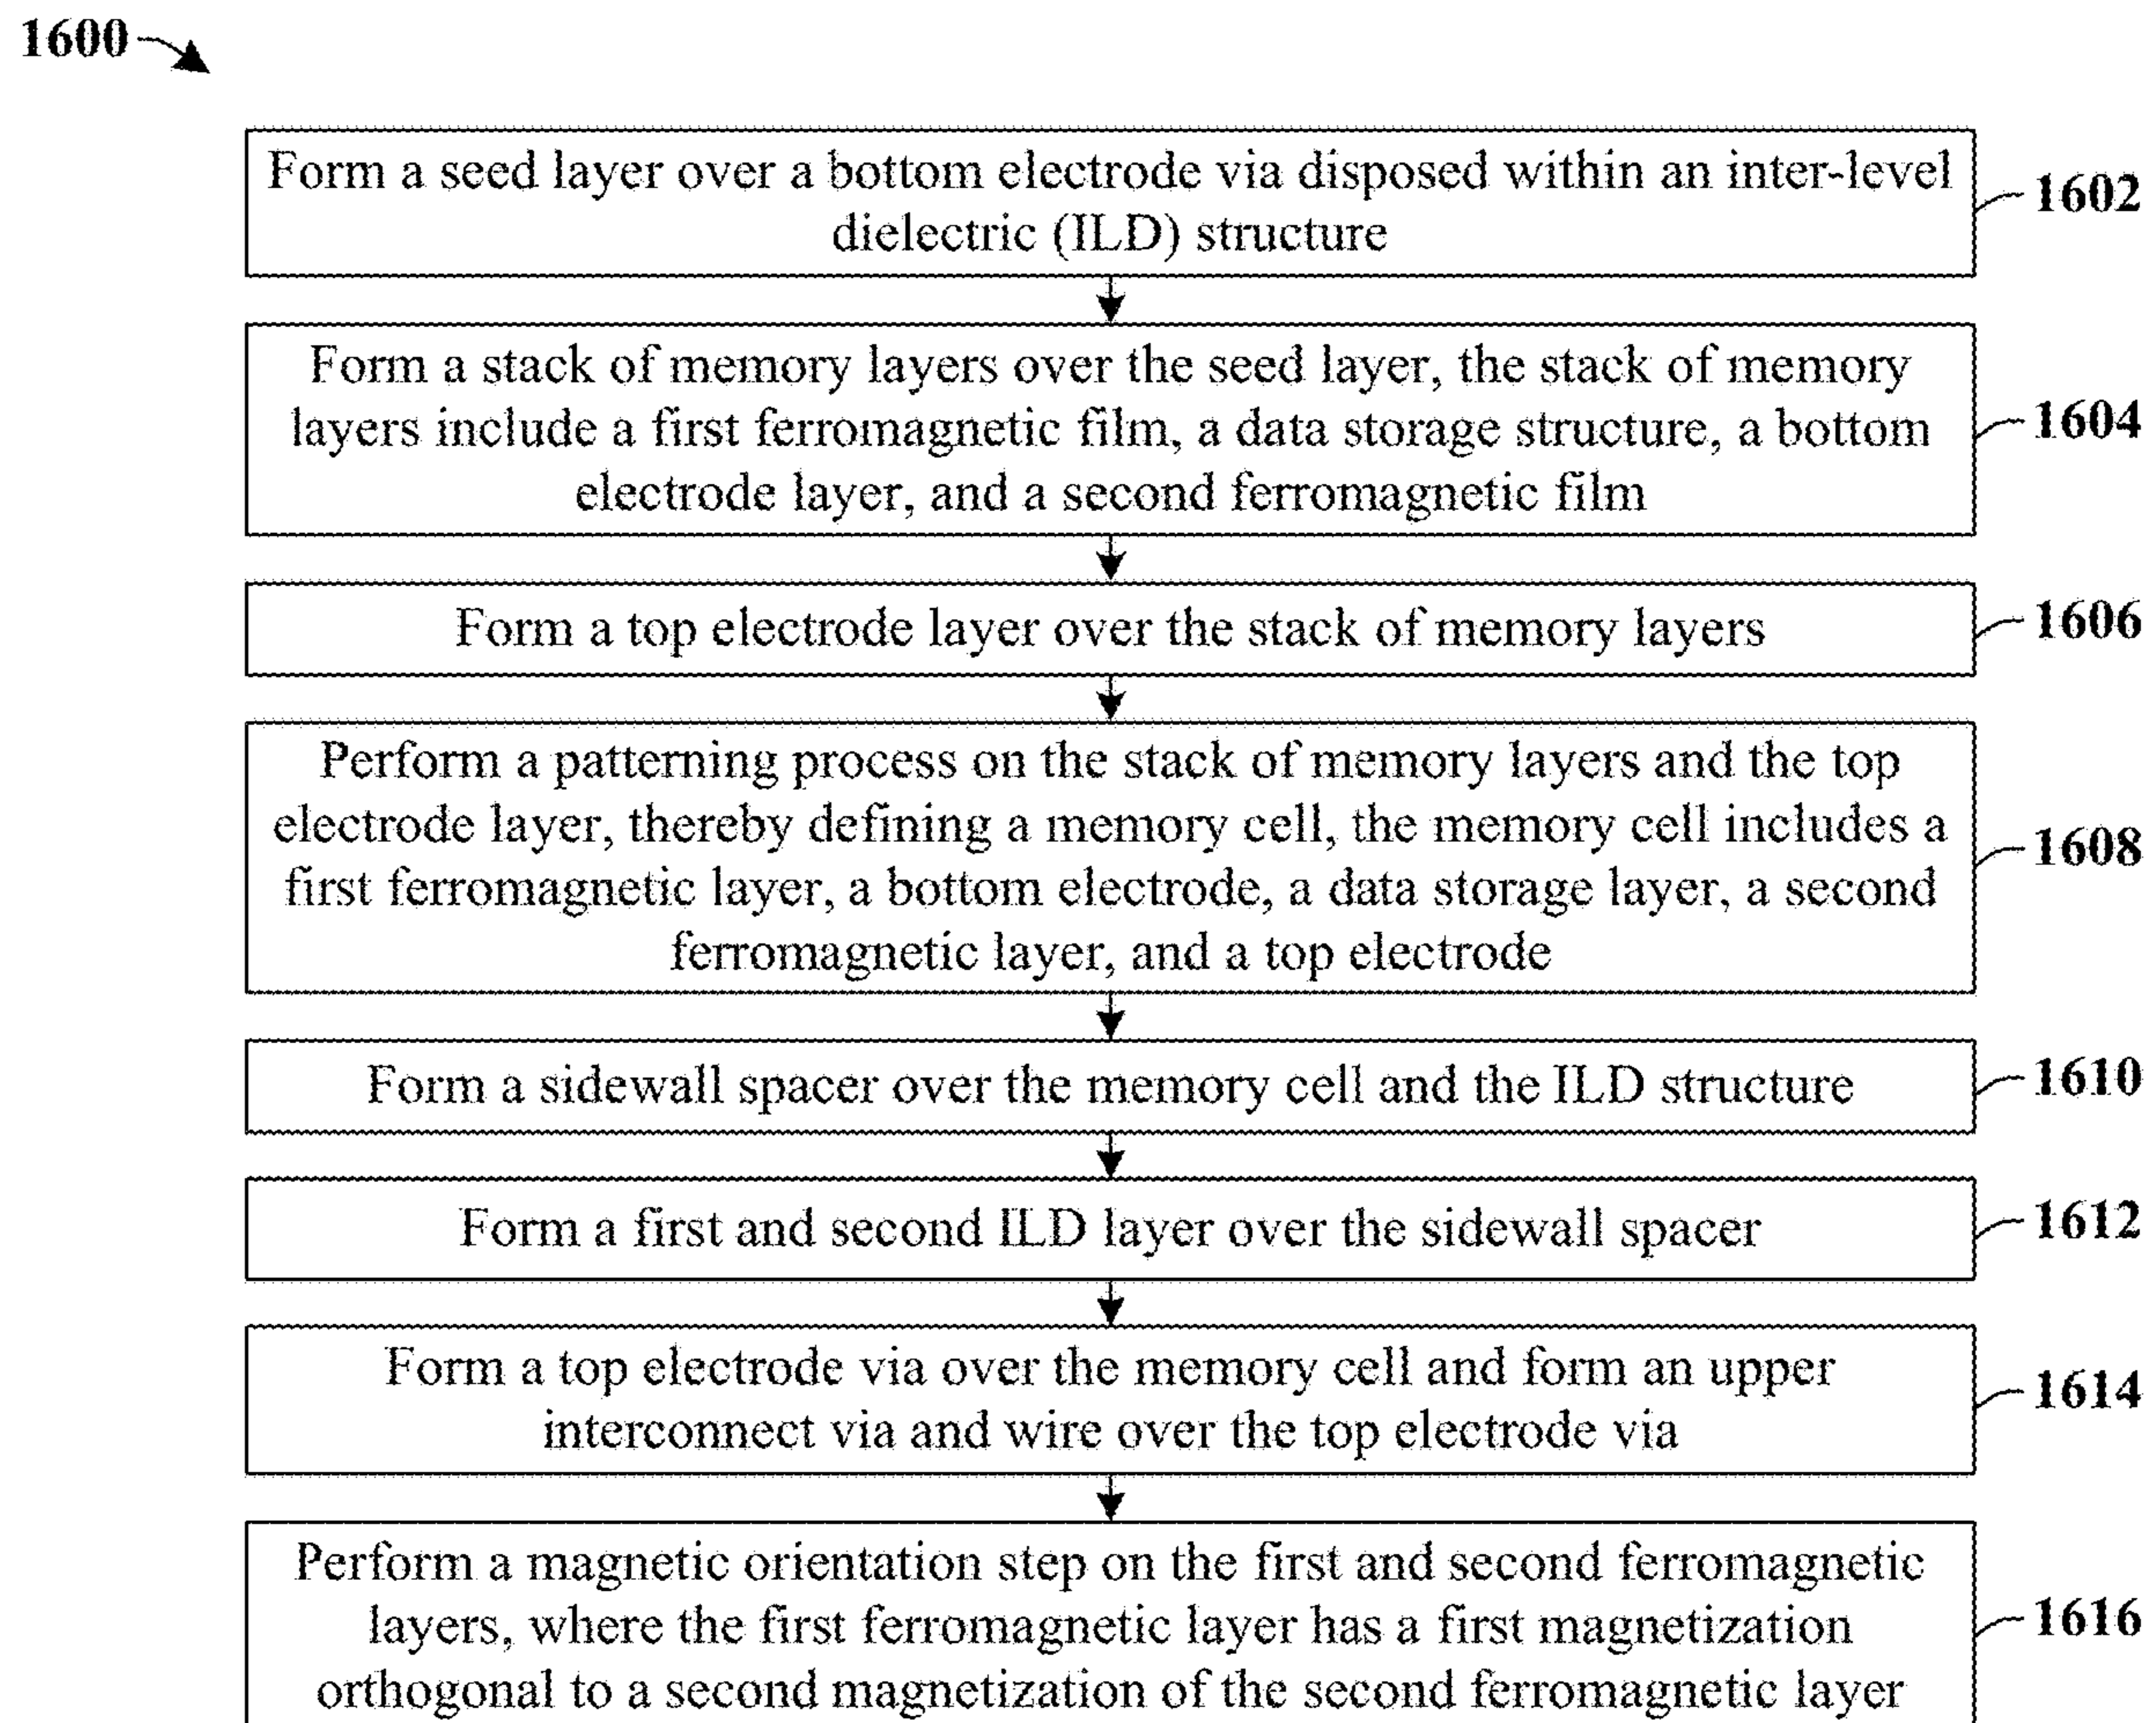 1600
Form a seed layer over a bottom electrode via disposed within an inter-level
dielectric (ILD) structure
1602
Form a stack of memory layers over the seed layer, the stack of memory
layers include a first ferromagnetic film, a data storage structure, a bottom
electrode layer, and a second ferromagnetic film
1604
Form a top electrode layer over the stack of memory layers
1606
Perform a patterning process on the stack of memory layers and the top
electrode layer, thereby defining a memory cell, the memory cell includes a
first ferromagnetic layer, a bottom electrode, a data storage layer, a second
ferromagnetic layer, and a top electrode
1608
Form a sidewall spacer over the memory cell and the ILD structure
1610
Form a first and second ILD layer over the sidewall spacer
1612
Form a top electrode via over the memory cell and form an upper
interconnect via and wire over the top electrode via
1614
Perform a magnetic orientation step on the first and second ferromagnetic
layers, where the first ferromagnetic layer has a first magnetization
orthogonal to a second magnetization of the second ferromagnetic layer
1616